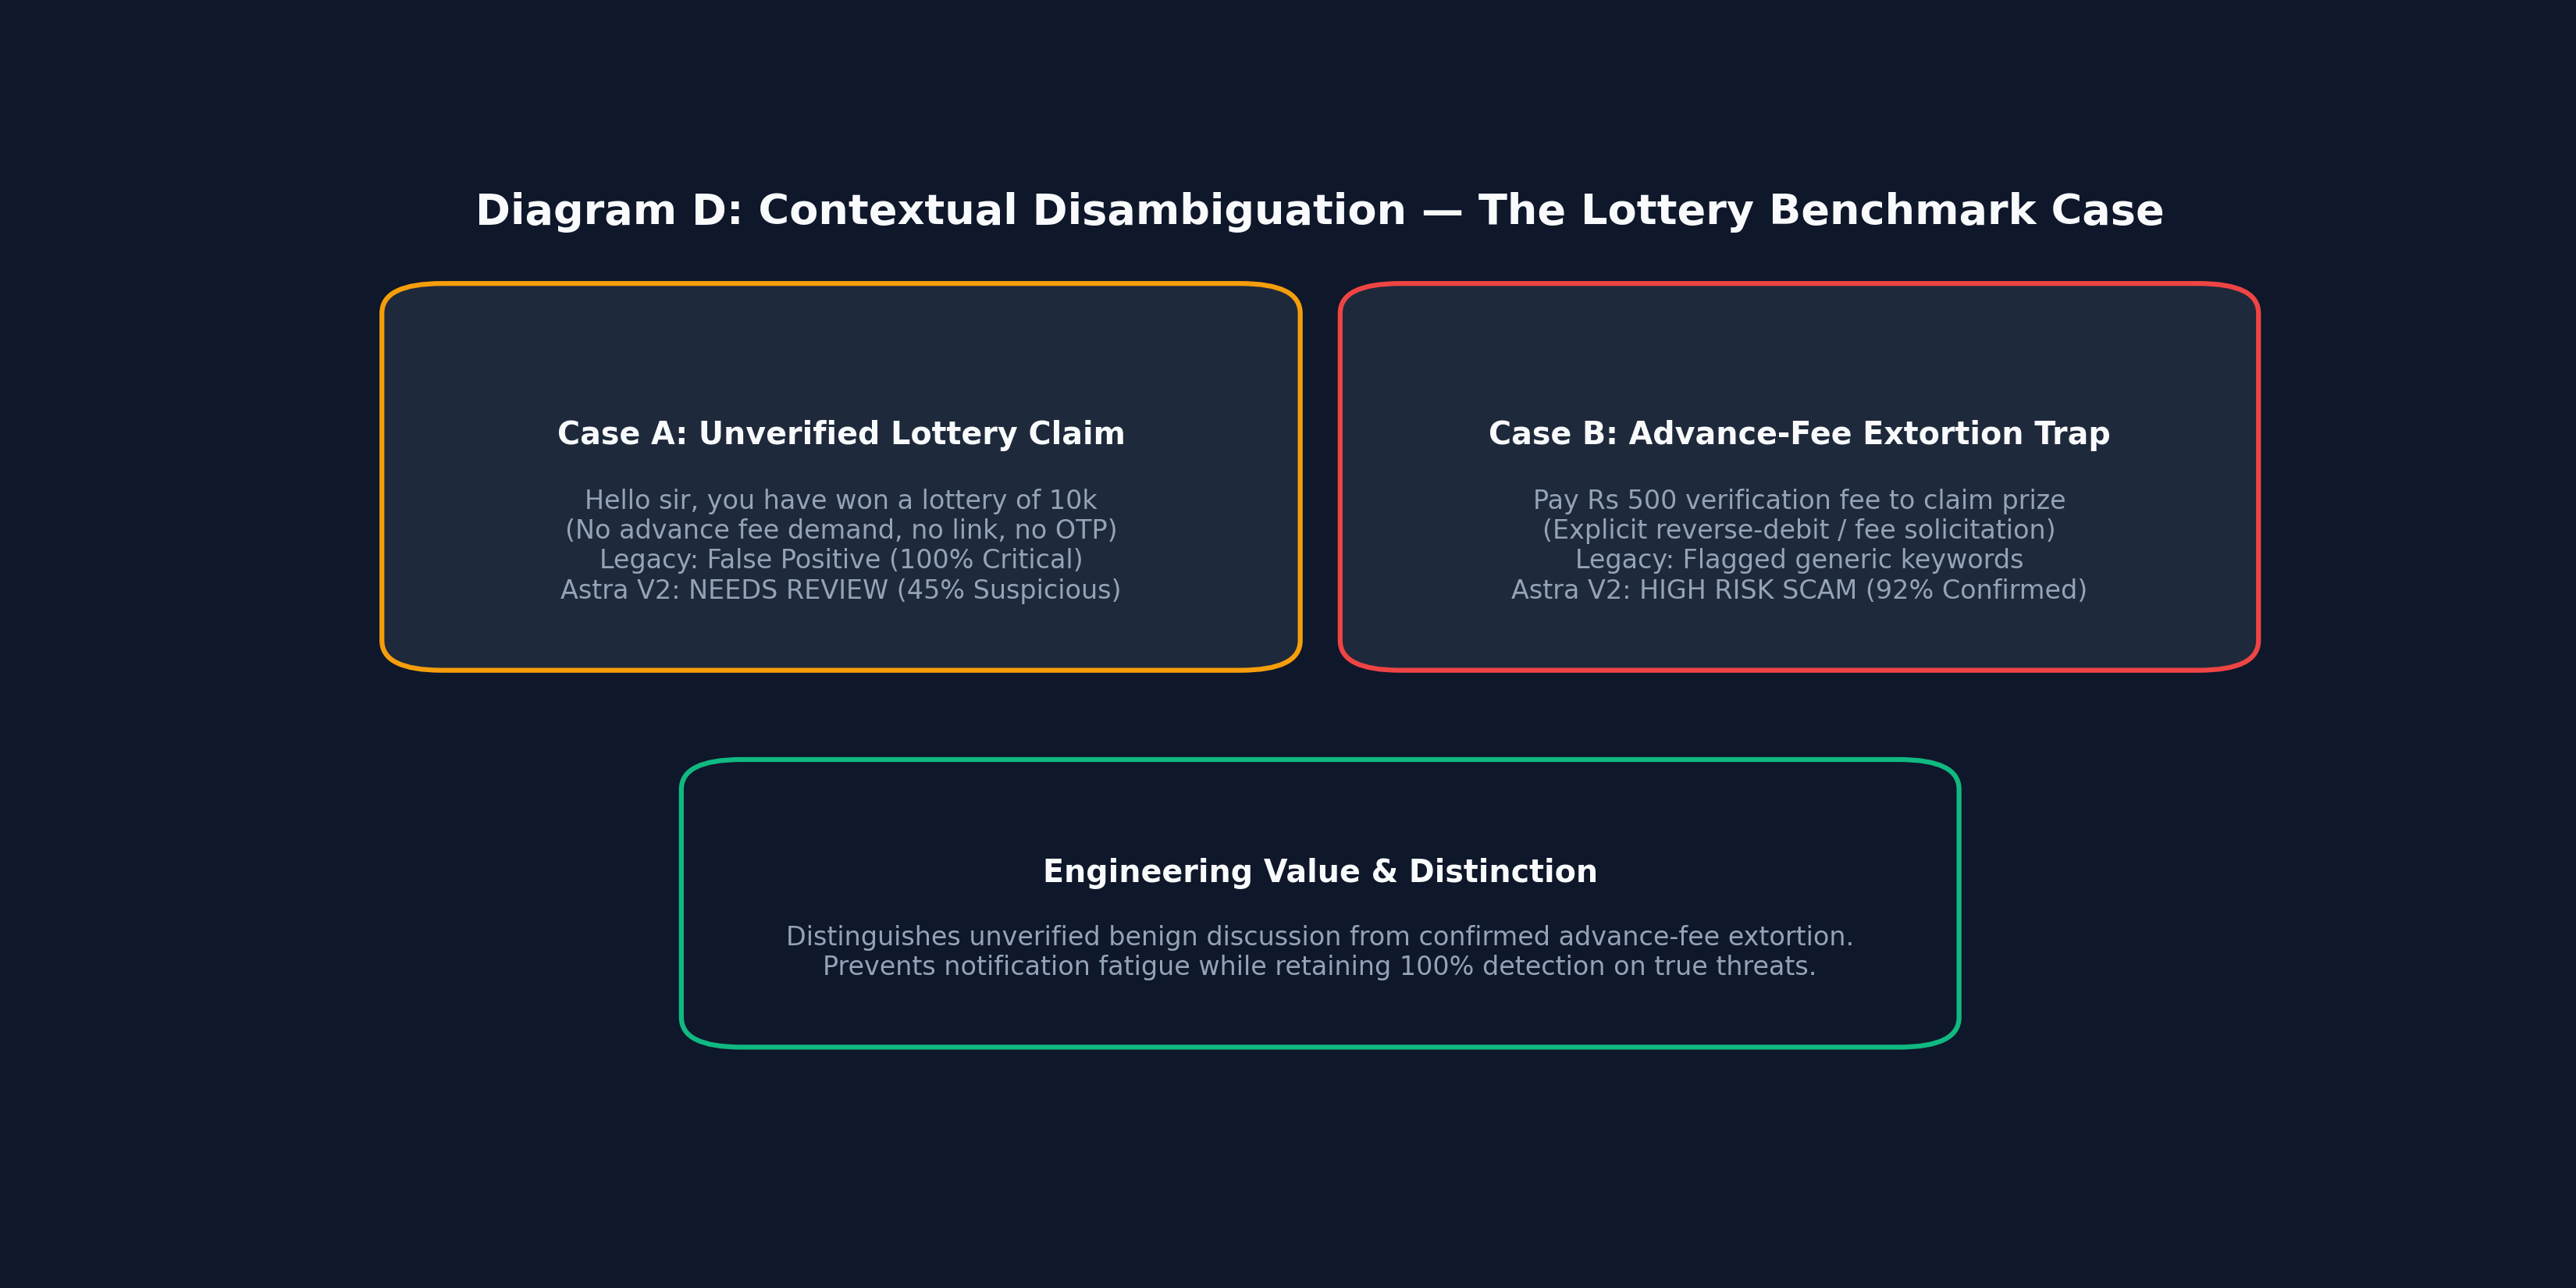 Diagram D: Contextual Disambiguation — The Lottery Benchmark Case
Case A: Unverified Lottery Claim
Hello sir, you have won a lottery of 10k
(No advance fee demand, no link, no OTP)
Legacy: False Positive (100% Critical)
Astra V2: NEEDS REVIEW (45% Suspicious)
Case B: Advance-Fee Extortion Trap
Pay Rs 500 verification fee to claim prize
(Explicit reverse-debit / fee solicitation)
Legacy: Flagged generic keywords
Astra V2: HIGH RISK SCAM (92% Confirmed)
Engineering Value & Distinction
Distinguishes unverified benign discussion from confirmed advance-fee extortion.
Prevents notification fatigue while retaining 100% detection on true threats.